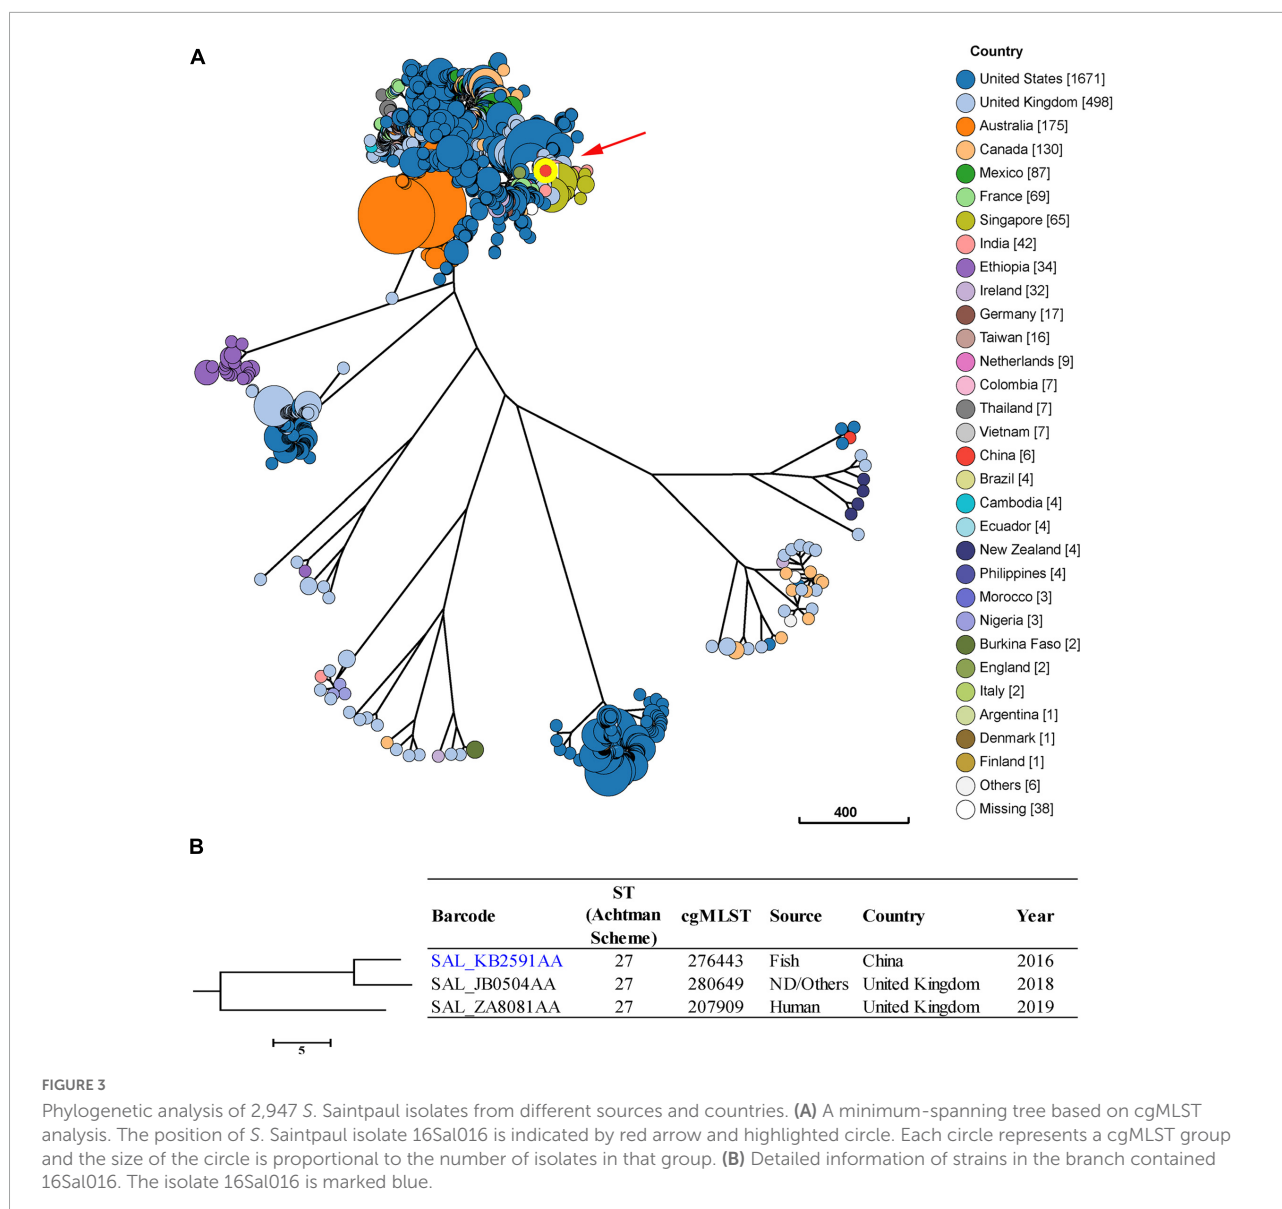 A
Country
United States [1671]
United Kingdom [498]
Australia [175]
Canada [130]
Mexico [87]
France [69]
Singapore [65]
India [42]
Ethiopia [34]
Ireland [32]
Germany [17]
Taiwan [16]
Netherlands [9]
Colombia [7]
Thailand [7]
Vietnam [7]
China [6]
Brazil [4]
Cambodia [4]
Ecuador [4]
New Zealand [4]
Philippines [4]
Morocco [3]
Nigeria [3]
Burkina Faso [2]
England [2]
Italy [2]
Argentina [1]
Denmark [1]
Finland [1]
Others [6]
Missing [38]
400
B
Barcode ST (Achtman Scheme) cgMLST Source Country Year
SAL_KB2591AA 27 276443 Fish China 2016
SAL_JB0504AA 27 280649 ND/Others United Kingdom 2018
SAL_ZA8081AA 27 207909 Human United Kingdom 2019
5
FIGURE 3
Phylogenetic analysis of 2,947 S. Saintpaul isolates from different sources and countries. (A) A minimum-spanning tree based on cgMLST
analysis. The position of S. Saintpaul isolate 16Sal016 is indicated by red arrow and highlighted circle. Each circle represents a cgMLST group
and the size of the circle is proportional to the number of isolates in that group. (B) Detailed information of strains in the branch contained
16Sal016. The isolate 16Sal016 is marked blue.